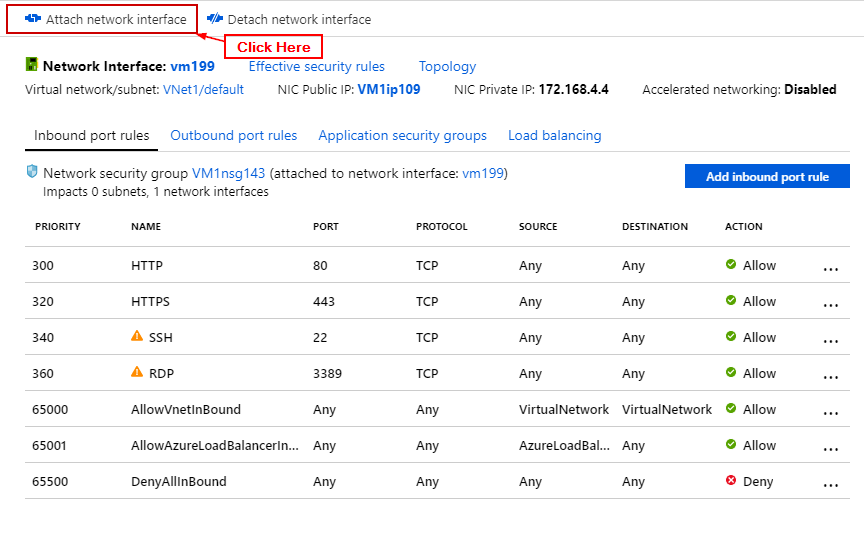 Attach network interface Detach network interface
Click Here
Network Interface: vm199 Effective security rules Topology
Virtual network/subnet: VNet1/default NIC Public IP: VM1ip109 NIC Private IP: 172.168.4.4 Accelerated networking: Disabled
Inbound port rules Outbound port rules Application security groups Load balancing
Network security group VM1nsg143 (attached to network interface: vm199)
Add inbound port rule
Impacts 0 subnets, 1 network interfaces
PRIORITY NAME PORT PROTOCOL SOURCE DESTINATION ACTION
300 HTTP 80 TCP Any Any Allow ...
320 HTTPS 443 TCP Any Any Allow ...
340 SSH 22 TCP Any Any Allow ...
360 RDP 3389 TCP Any Any Allow ...
65000 AllowVnetInBound Any Any VirtualNetwork VirtualNetwork Allow ...
65001 AllowAzureLoadBalancerIn... Any Any AzureLoadBal... Any Allow ...
65500 DenyAllInBound Any Any Any Any Deny ...